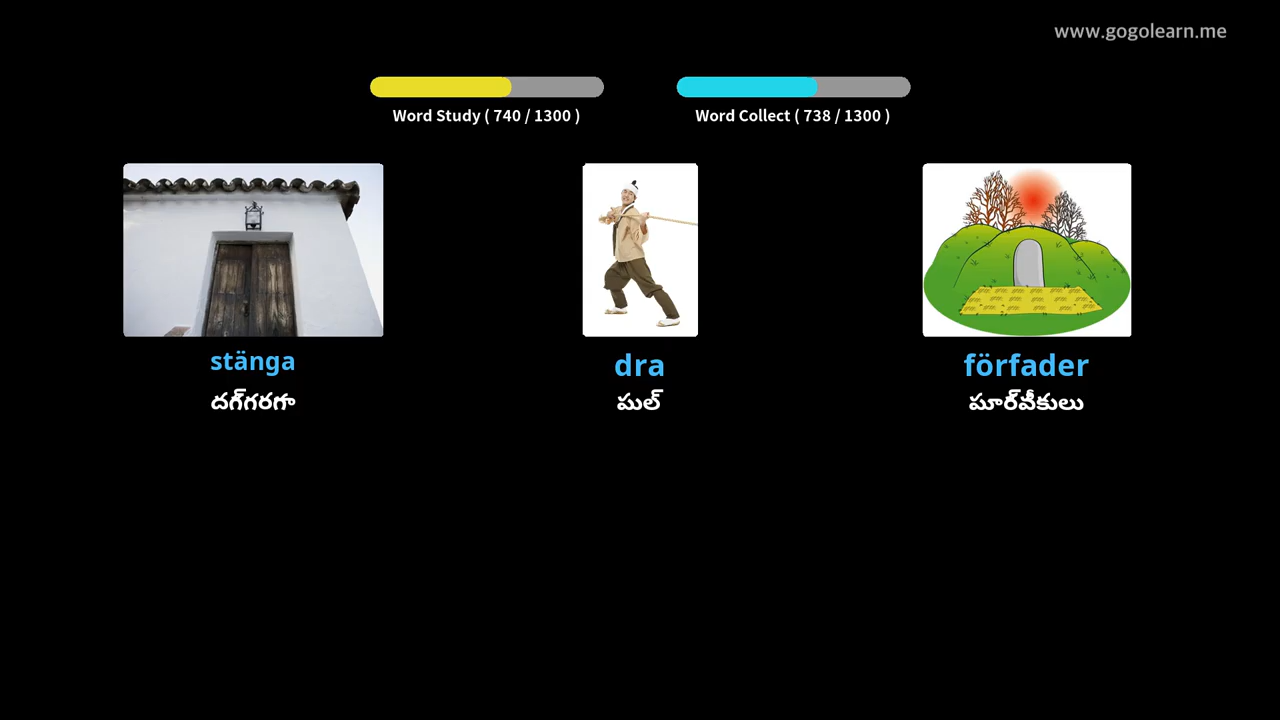 www.gogolearn.me
Word Study ( 740 / 1300 )
Word Collect ( 738 / 1300 )
stänga
దగ్గరగా
dra
పుల్
förfader
పూర్వీకులు